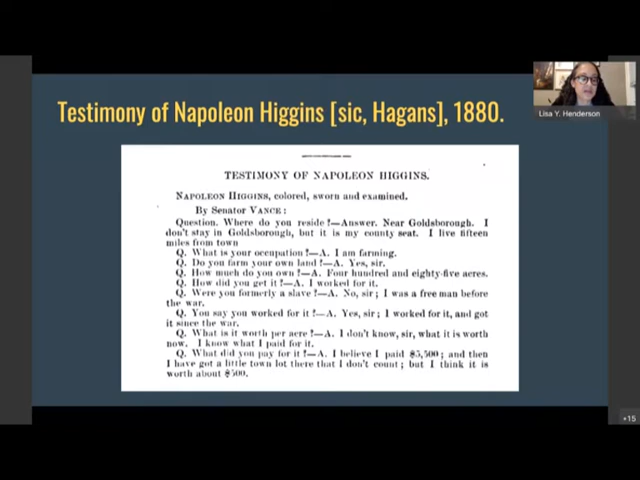 Testimony of Napoleon Higgins [sic, Hagans], 1880.
Lisa Y. Henderson
TESTIMONY OF NAPOLEON HIGGINS.
NAPOLEON HIGGINS, colored, sworn and examined.
By Senator VANCE:
Question. Where do you reside?—Answer. Near Goldsborough. I
don't stay in Goldsborough, but it is my county seat. I live fifteen
miles from town
Q. What is your occupation?—A. I am farming.
Q. Do you farm your own land?—A. Yes, sir.
Q. How much do you own?—A. Four hundred and eighty-five acres.
Q. How did you get it?—A. I worked for it.
Q. Were you formerly a slave?—A. No, sir; I was a free man before
the war.
Q. You say you worked for it?—A. Yes, sir; I worked for it, and got
it since the war.
Q. What is it worth per acre?—A. I don't know, sir, what it is worth
now. I know what I paid for it.
Q. What did you pay for it?—A. I believe I paid $5,500; and then
I have got a little town lot there that I don't count; but I think it is
worth about $500.
+15